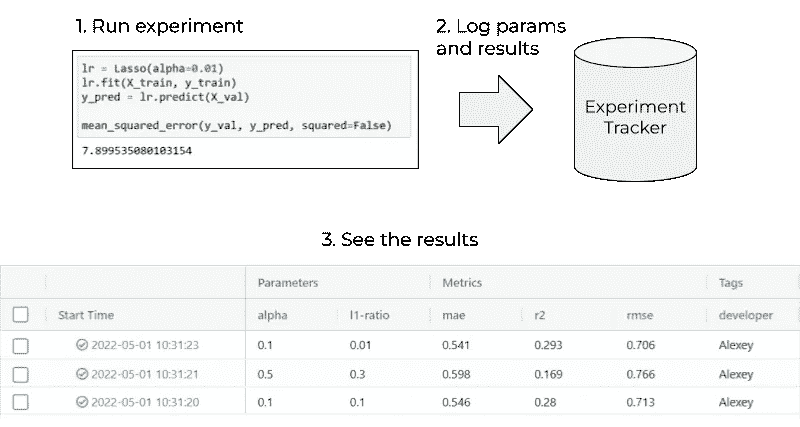 1. Run experiment
2. Log params
and results
lr = Lasso(alpha=0.01)
lr.fit(X_train, y_train)
y_pred = lr.predict(X_val)
mean_squared_error(y_val, y_pred, squared=False)
7.899535080103154
Experiment
Tracker
3. See the results
Parameters Metrics Tags
Start Time alpha l1-ratio mae r2 rmse developer
2022-05-01 10:31:23 0.1 0.01 0.541 0.293 0.706 Alexey
2022-05-01 10:31:21 0.5 0.3 0.598 0.169 0.766 Alexey
2022-05-01 10:31:20 0.1 0.1 0.546 0.28 0.713 Alexey